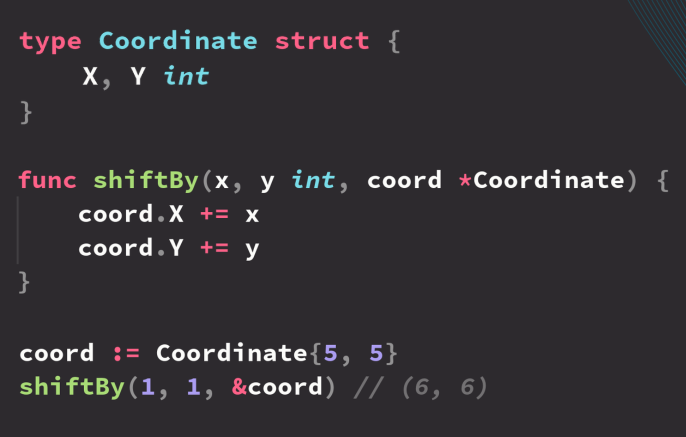 type Coordinate struct {
    X, Y int
}
func shiftBy(x, y int, coord *Coordinate) {
    coord.X += x
    coord.Y += y
}
coord := Coordinate{5, 5}
shiftBy(1, 1, &coord) // (6, 6)